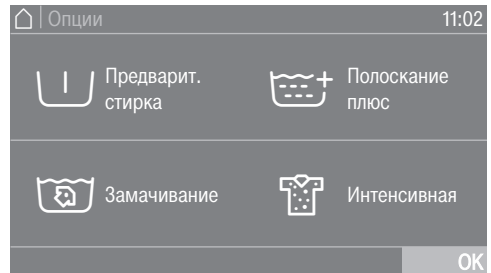 Опции 11:02
Предварит.
стирка
Полоскание
плюс
Замачивание
Интенсивная
OK